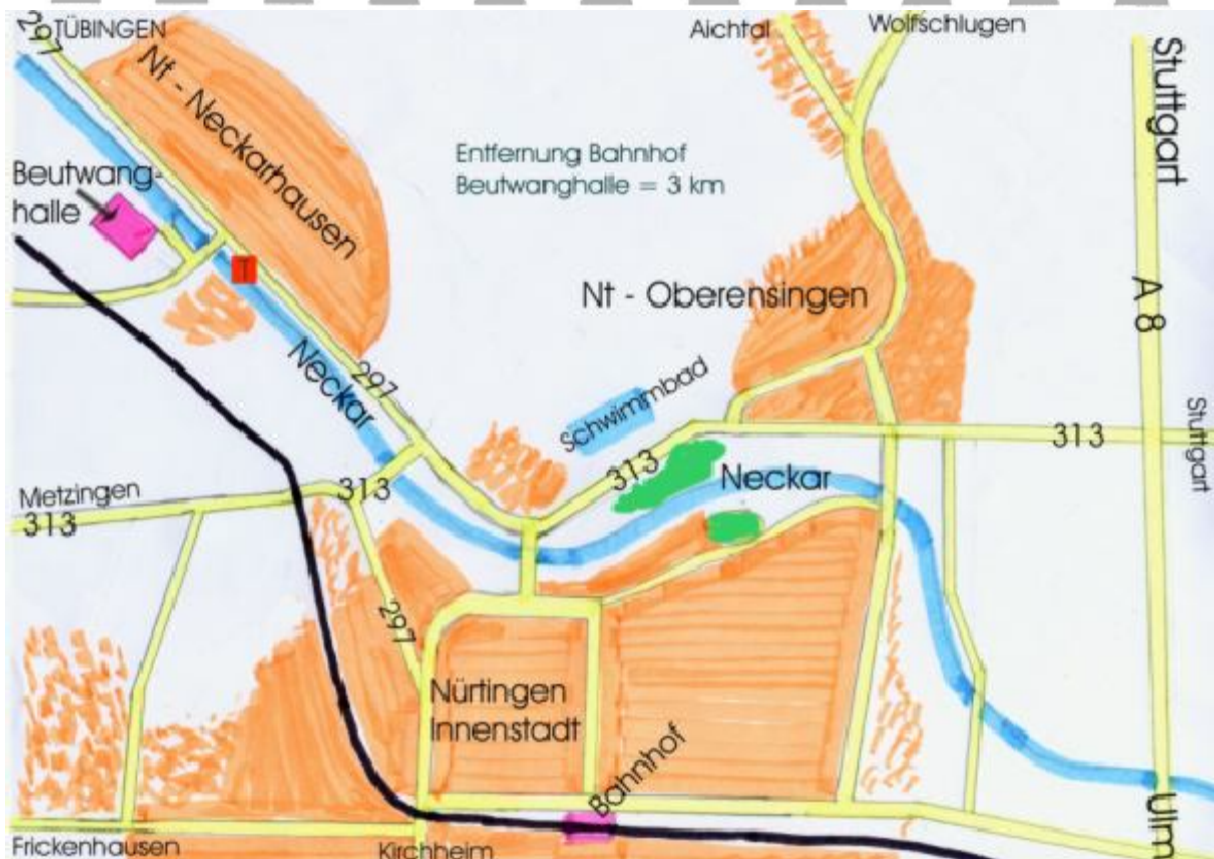 297
TÜBINGEN
Nt - Neckarhausen
Aichtal
Wolfschlugen
Stuttgart
Entfernung Bahnhof
Beutwanghalle = 3 km
Beutwang-
halle
T
Nt - Oberensingen
A 8
Neckar
297
Schwimmbad
313
313
Stuttgart
Neckar
Metzingen
313
313
297
Nürtingen
Innenstadt
Bahnhof
Ulm
Frickenhausen
Kirchheim